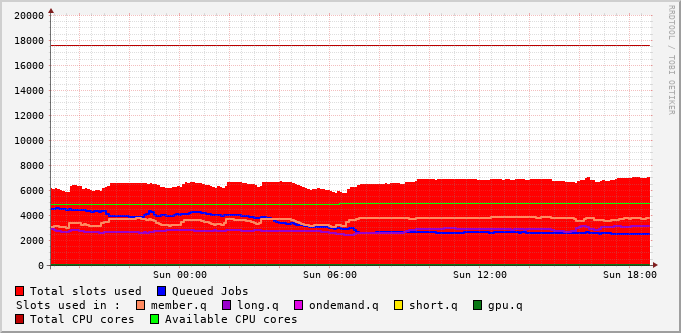 20000
18000
16000
14000
12000
10000
8000
6000
4000
2000
0
Sun 00:00 Sun 06:00 Sun 12:00 Sun 18:00
Total slots used Queued Jobs
Slots used in : member.q long.q ondemand.q short.q gpu.q
Total CPU cores Available CPU cores
RRDTOOL / TOBI OETIKER